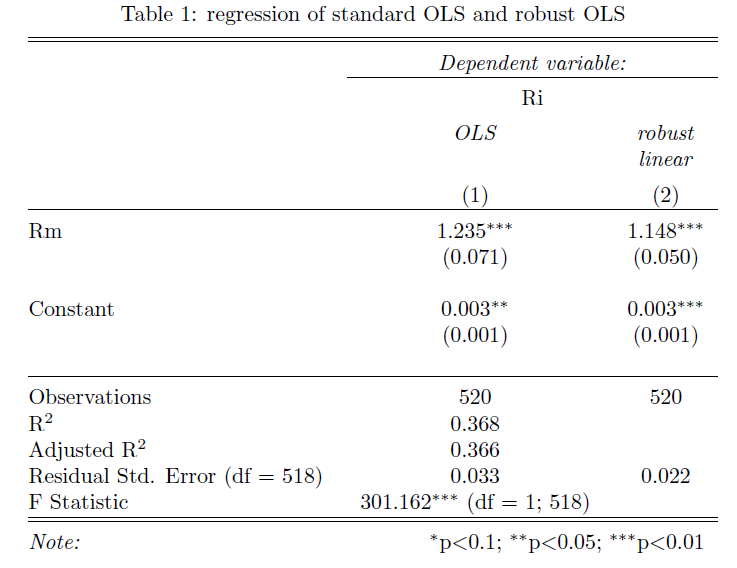 Table 1: regression of standard OLS and robust OLS
Dependent variable:
Ri
OLS robust
linear
(1) (2)
Rm 1.235*** 1.148***
(0.071) (0.050)
Constant 0.003** 0.003***
(0.001) (0.001)
Observations 520 520
R² 0.368
Adjusted R² 0.366
Residual Std. Error (df = 518) 0.033 0.022
F Statistic 301.162*** (df = 1; 518)
Note: *p<0.1; **p<0.05; ***p<0.01